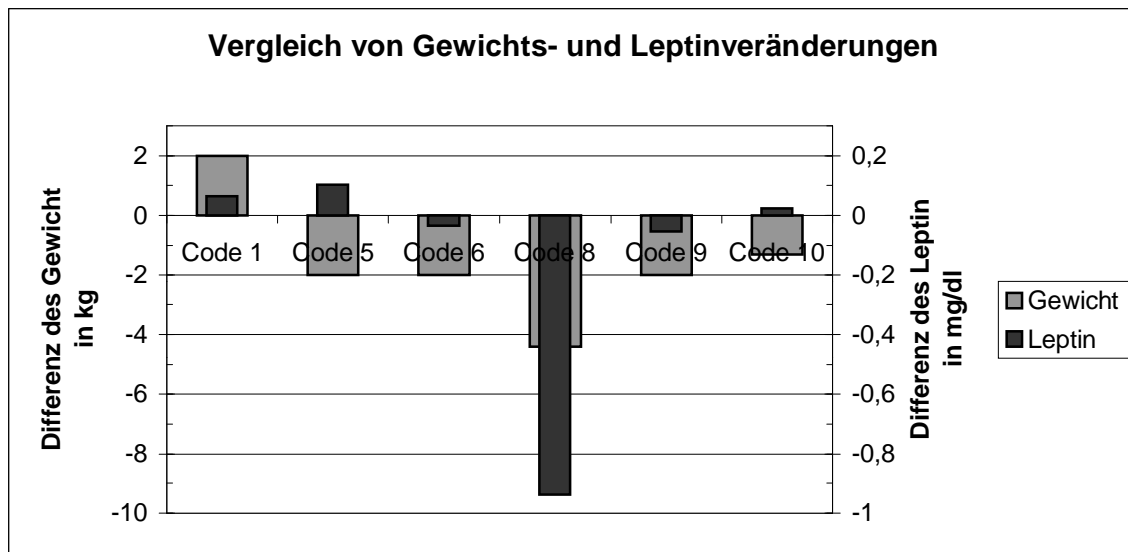 Vergleich von Gewichts- und Leptinveränderungen
Differenz des Gewicht
in kg
2
0
-2
-4
-6
-8
-10
Code 1
Code 5
Code 6
Code 8
Code 9
Code 10
0,2
0
-0,2
-0,4
-0,6
-0,8
-1
Differenz des Leptin
in mg/dl
Gewicht
Leptin